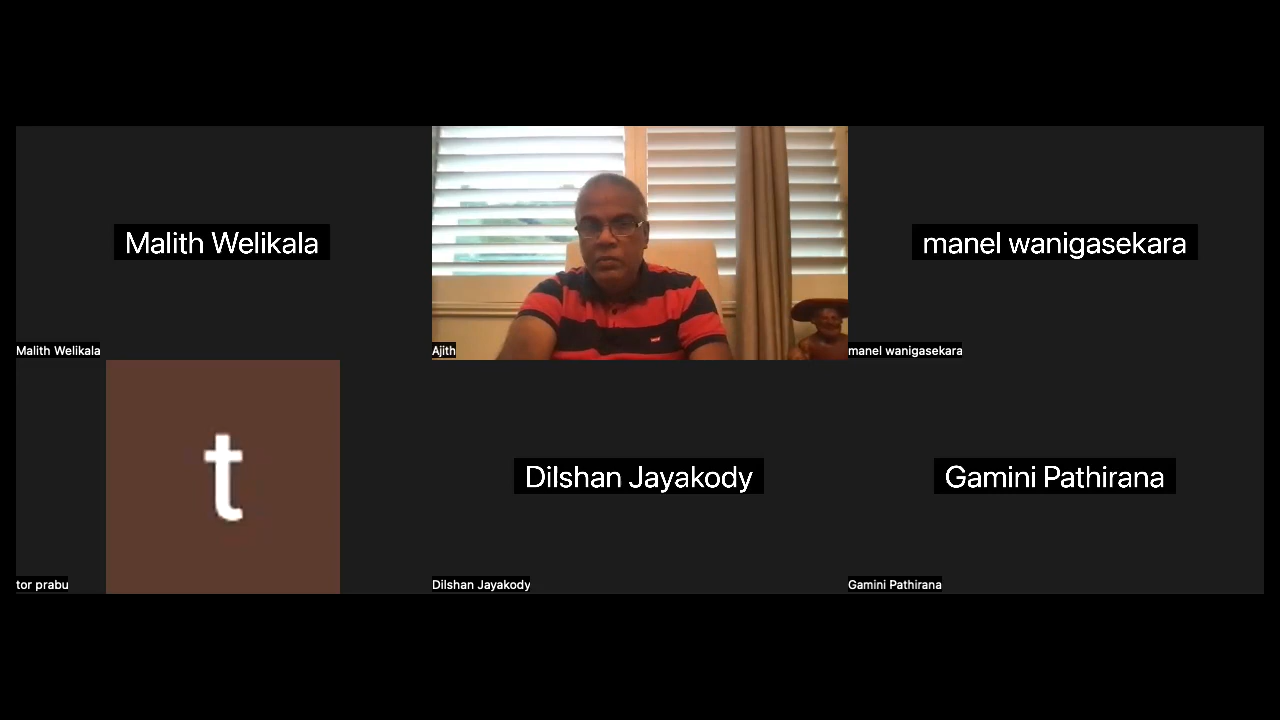 Malith Welikala
Malith Welikala
Ajith
manel wanigasekara
manel wanigasekara
t
tor prabu
Dilshan Jayakody
Dilshan Jayakody
Gamini Pathirana
Gamini Pathirana